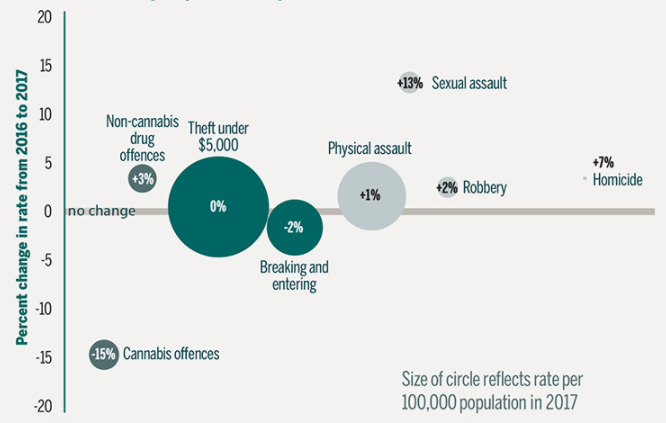 20
15
10
5
0
-5
-10
-15
-20
Percent change in rate from 2016 to 2017
no change
Non-cannabis
drug
offences
+3%
Theft under
$5,000
0%
-2%
Breaking and
entering
Physical assault
+1%
+13% Sexual assault
+2% Robbery
+7%
Homicide
-15% Cannabis offences
Size of circle reflects rate per
100,000 population in 2017